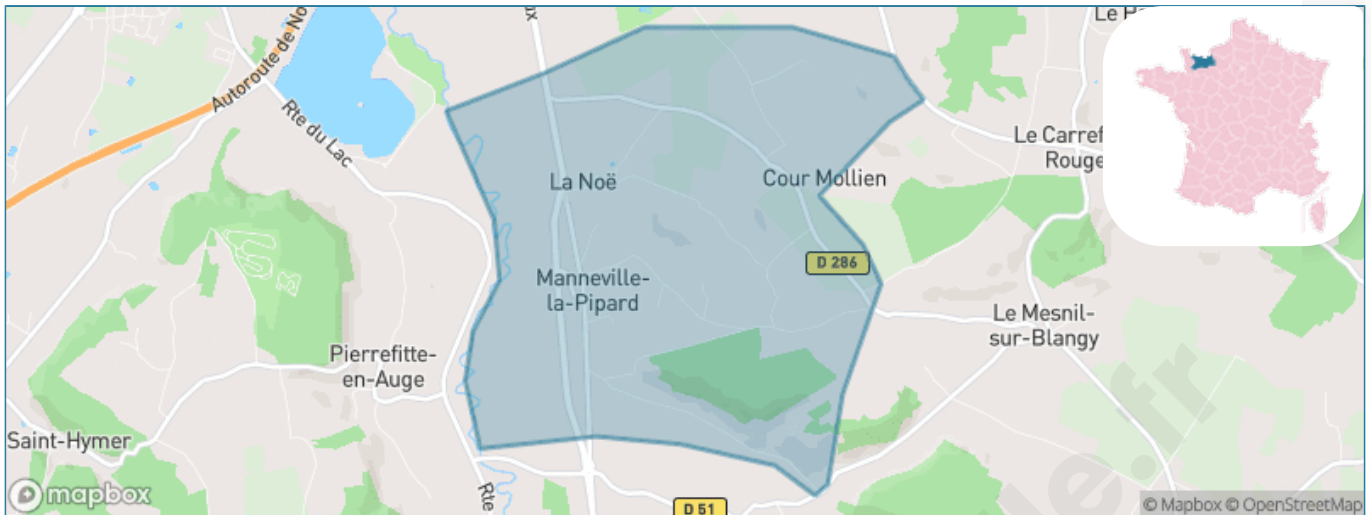 Autoroute de No
Rte du Lac
ux
La Noë
Cour Mollien
Le Carref
Rouge
D 286
Manneville-
la-Pipard
Le Mesnil-
sur-Blangy
Pierrefitte-
en-Auge
Saint-Hymer
Rte
D 51
mapbox
© Mapbox © OpenStreetMap